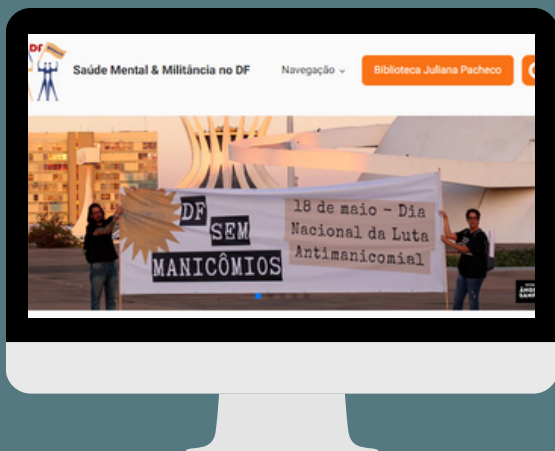 DF
Saúde Mental & Militância no DF
Navegação
Biblioteca Juliana Pacheco
DF
SEM
MANICÔMIOS
18 de maio - Dia
Nacional da Luta
Antimanicomial